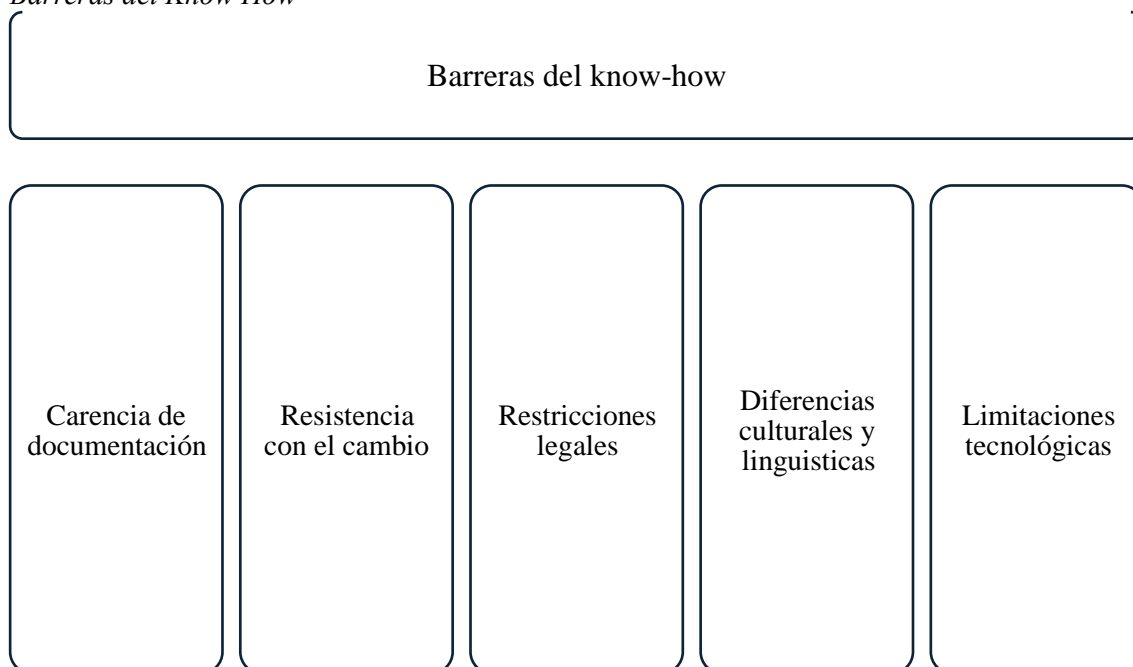 Barreras del Know How
Barreras del know-how
Carencia de
documentación
Resistencia
con el cambio
Restricciones
legales
Diferencias
culturales y
linguisticas
Limitaciones
tecnológicas